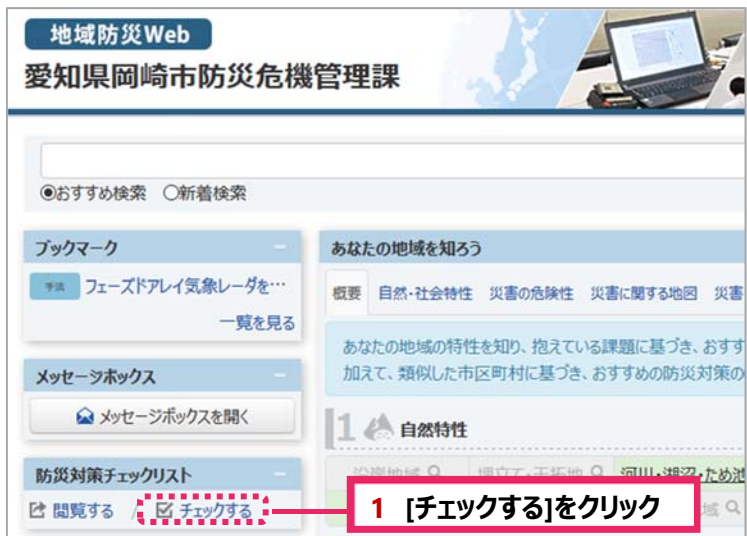 地域防災Web
愛知県岡崎市防災危機管理課
おすすめ検索 新着検索
ブックマーク
手法 フェーズドアレイ気象レーダを…
一覧を見る
メッセージボックス
メッセージボックスを開く
防災対策チェックリスト
閲覧する / チェックする
あなたの地域を知ろう
概要 自然・社会特性 災害の危険性 災害に関する地図 災害
あなたの地域の特性を知り、抱えている課題に基づき、おすす
加えて、類似した市区町村に基づき、おすすめの防災対策の
1 自然特性
沿岸地域 埋立て・干拓地 河川・湖沼・ため池
域
1 [チェックする]をクリック